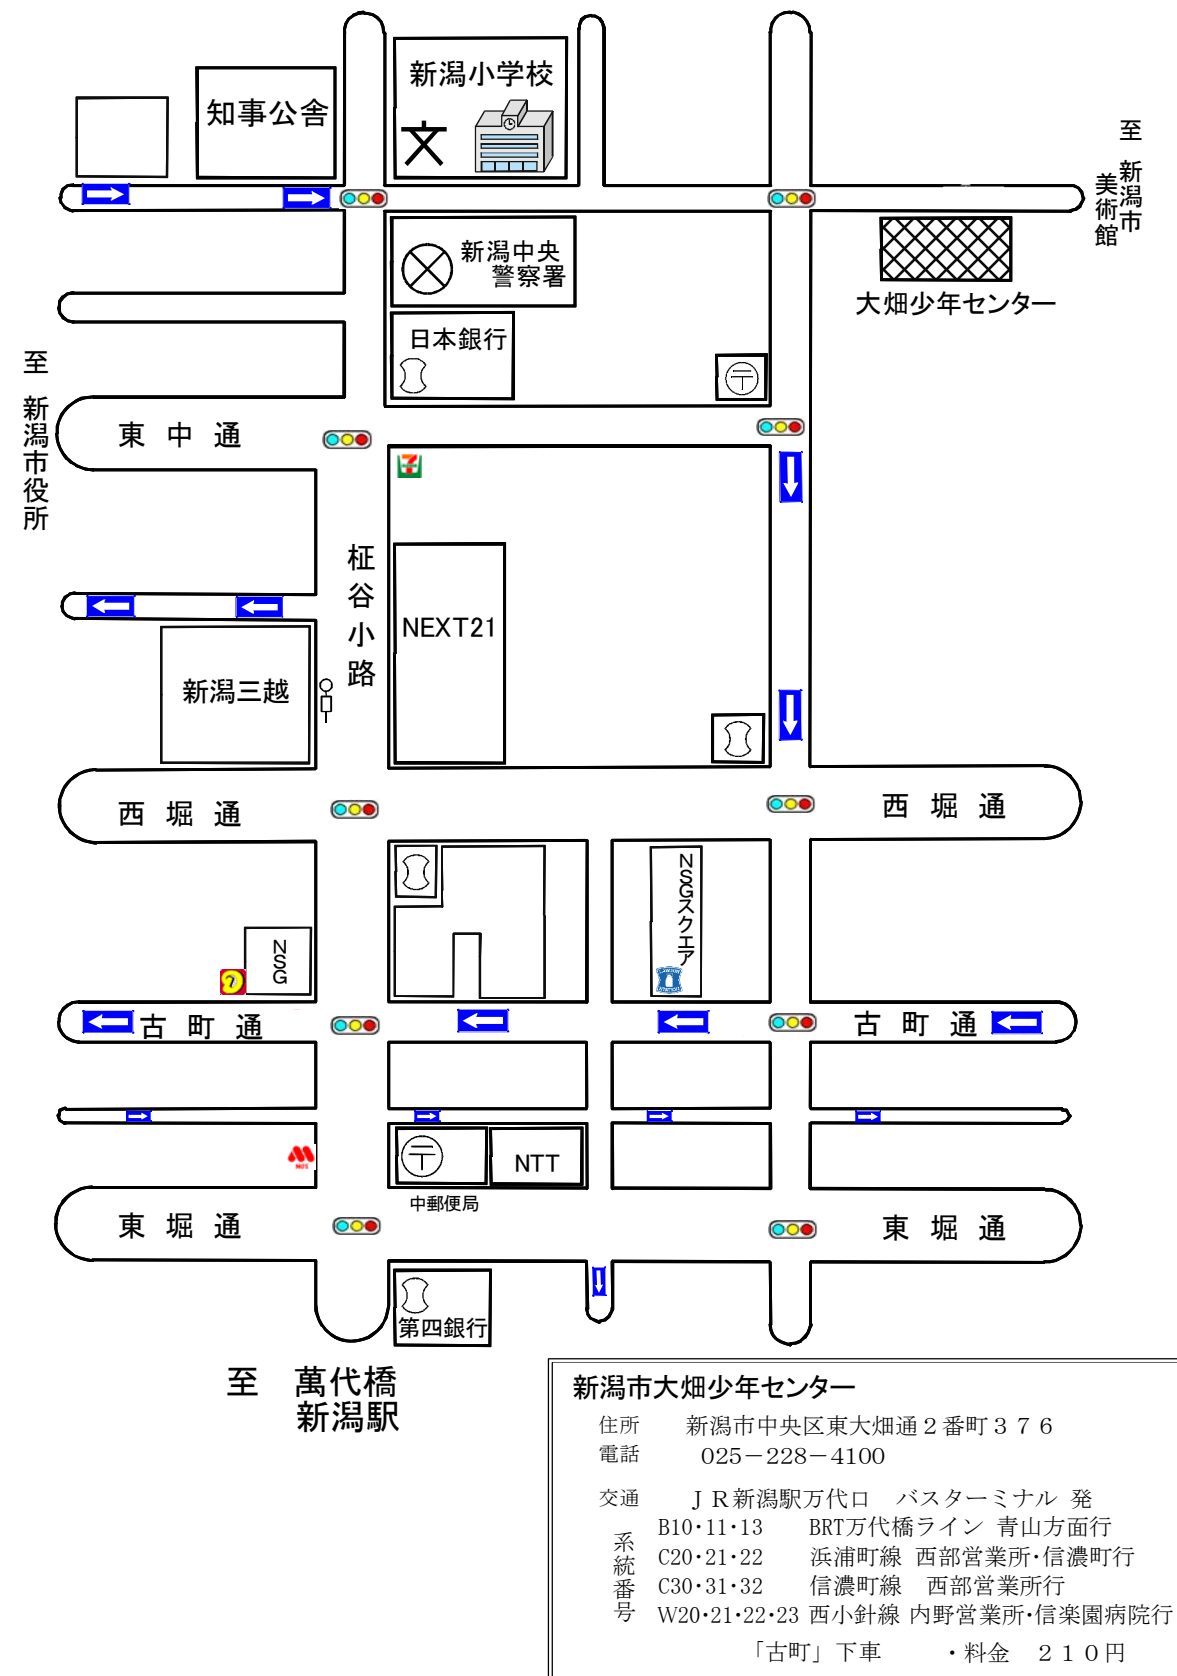 新潟小学校
知事公舎
文
至 新潟市
美術館
新潟中央
警察署
大畑少年センター
日本銀行
至 新潟市役所
東中通
柾谷小路
NEXT21
新潟三越
西堀通
西堀通
NSGスクエア
NSG
LAWSON
STATION
古町通
古町通
NTT
MOS
中郵便局
東堀通
東堀通
第四銀行
至 萬代橋
新潟駅
新潟市大畑少年センター
住所 新潟市中央区東大畑通2番町376
電話 025-228-4100
交通 JR新潟駅万代口 バスターミナル 発
系統番号
B10・11・13 BRT万代橋ライン 青山方面行
C20・21・22 浜浦町線 西部営業所・信濃町行
C30・31・32 信濃町線 西部営業所行
W20・21・22・23 西小針線 内野営業所・信楽園病院行
「古町」下車 ・料金 210円